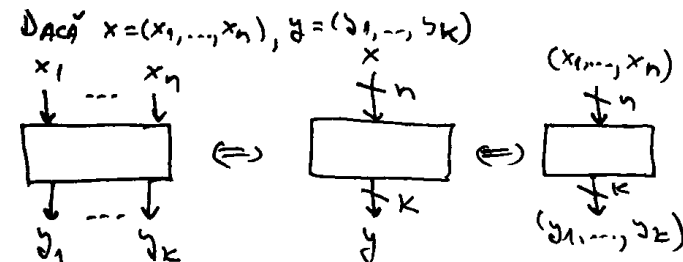 DACĂ x=(x₁,...,xₙ), y=(y₁,...,yₖ)
x₁ ... xₙ
x
n
(x₁,...,xₙ)
n
⟺
⟺
y₁ ... yₖ
k
y
k
(y₁,...,yₖ)